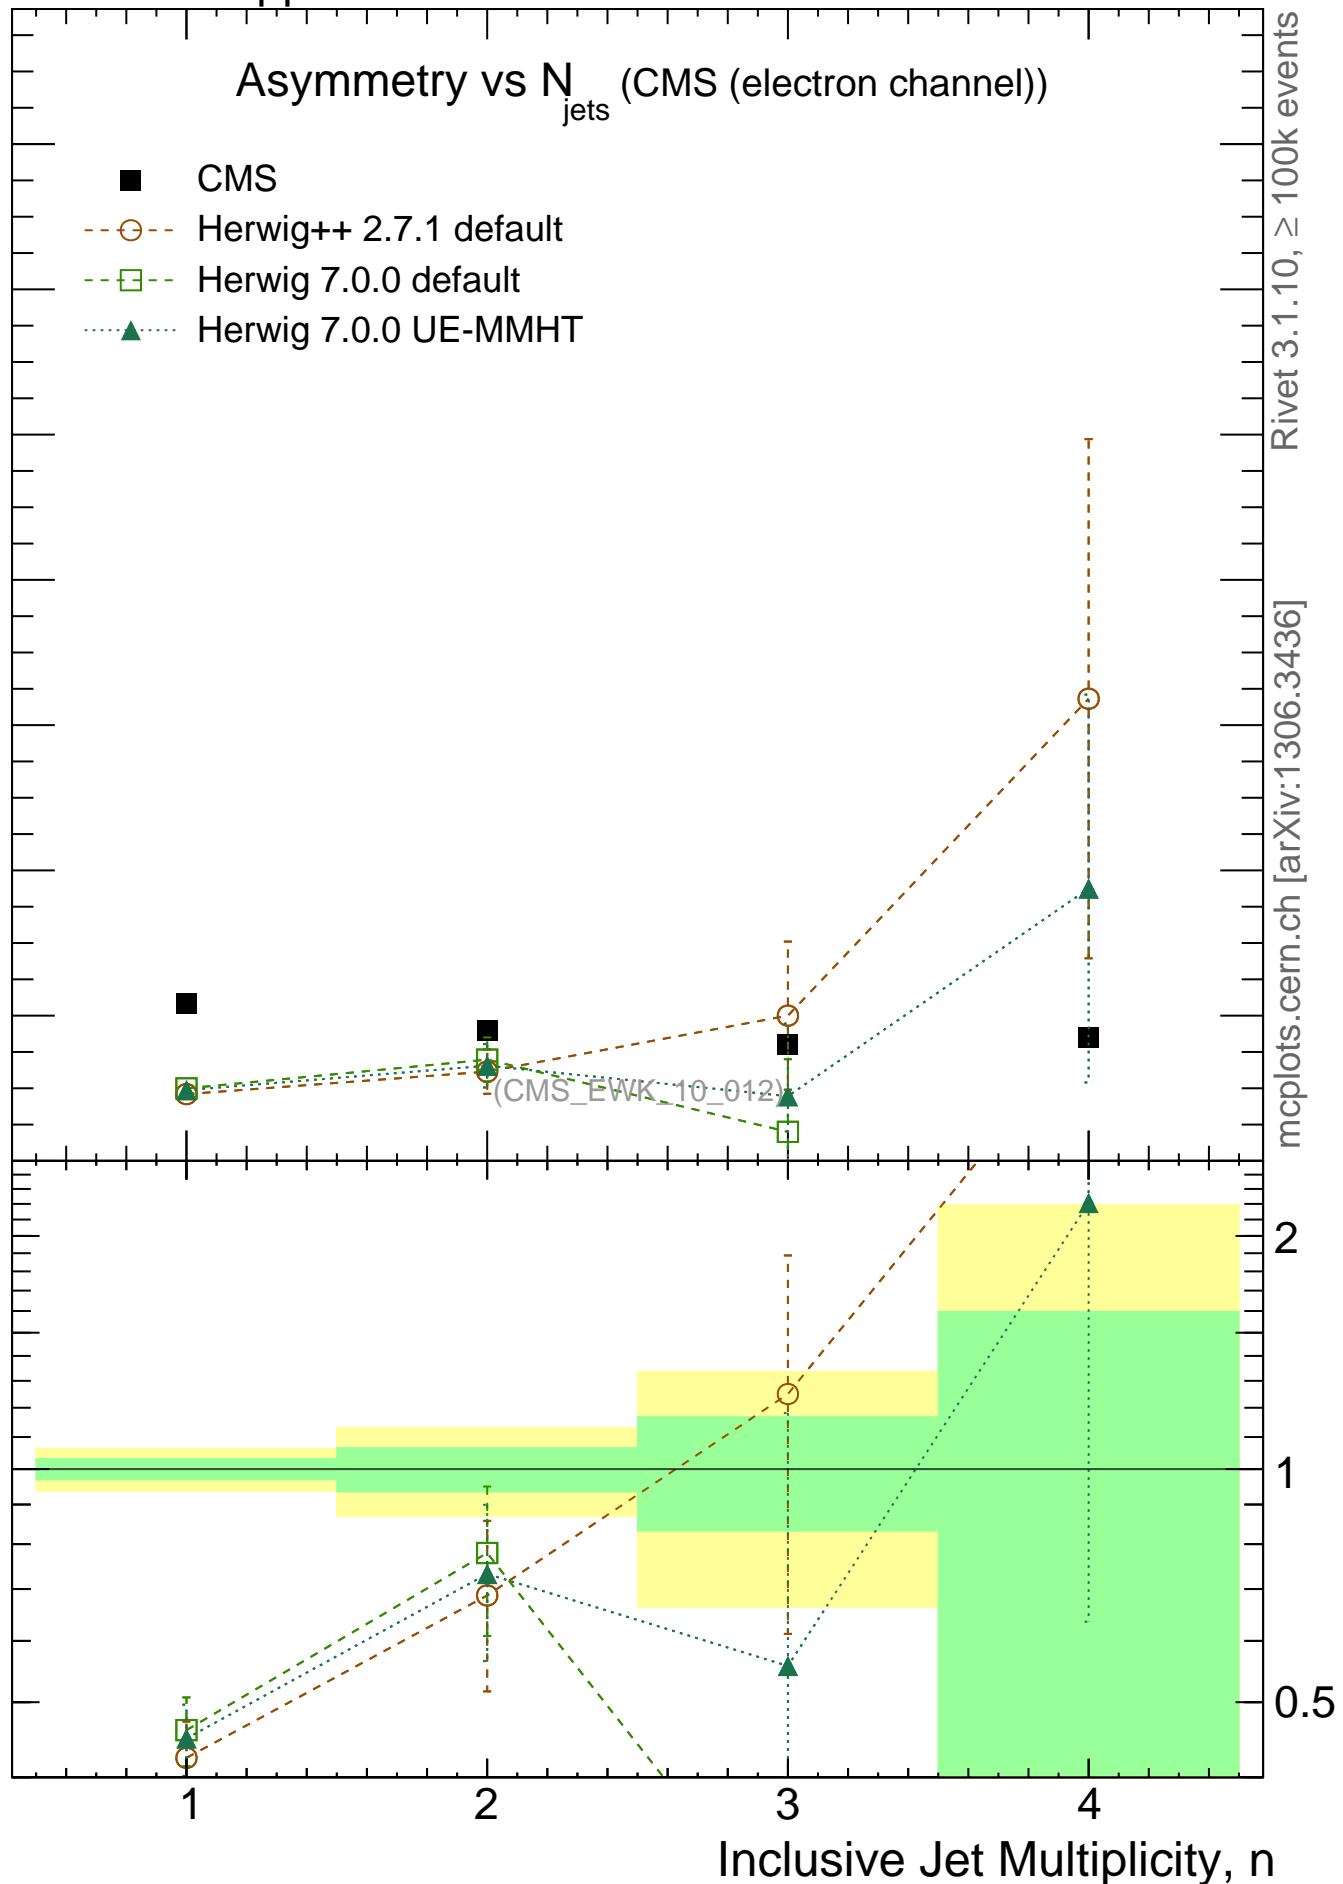 Asymmetry vs N_jets (CMS (electron channel))
CMS
Herwig++ 2.7.1 default
Herwig 7.0.0 default
Herwig 7.0.0 UE-MMHT
(CMS_EWK_10_012)
Rivet 3.1.10, ≥ 100k events
mcplots.cern.ch [arXiv:1306.3436]
2
1
0.5
1 2 3 4
Inclusive Jet Multiplicity, n